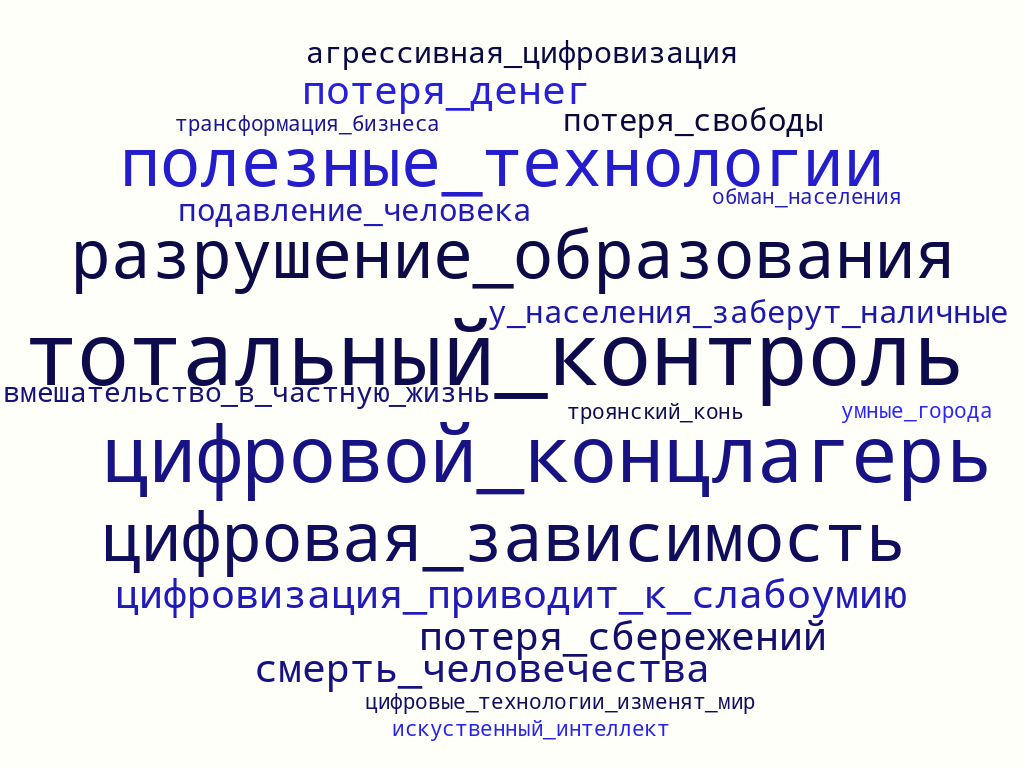 агрессивная_цифровизация
потеря_денег
трансформация_бизнеса
потеря_свободы
полезные_технологии
обман_населения
подавление_человека
разрушение_образования
у_населения_заберут_наличные
тотальный_контроль
вмешательство_в_частную_жизнь
троянский_конь
умные_города
цифровой_концлагерь
цифровая_зависимость
цифровизация_приводит_к_слабоумию
потеря_сбережений
смерть_человечества
цифровые_технологии_изменят_мир
искуственный_интеллект